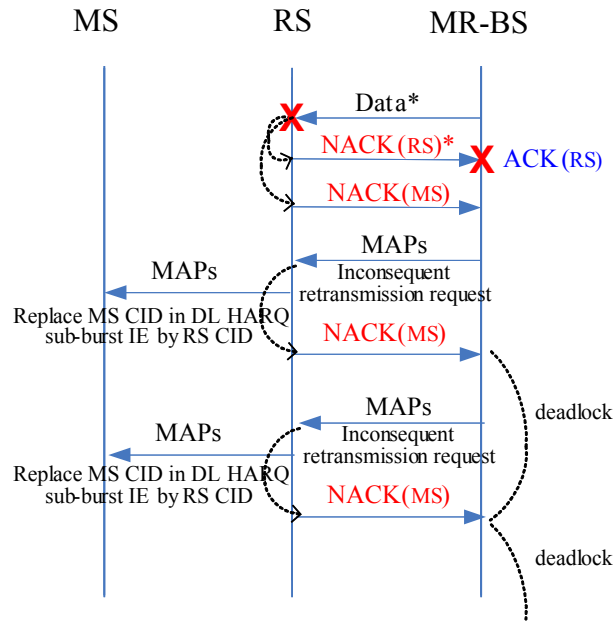 MS RS MR-BS
Data*
NACK(RS)* ACK(RS)
NACK(MS)
MAPs
MAPs Inconsequent
retransmission request
Replace MS CID in DL HARQ
sub-burst IE by RS CID
NACK(MS)
deadlock
MAPs
MAPs Inconsequent
retransmission request
Replace MS CID in DL HARQ
sub-burst IE by RS CID
NACK(MS)
deadlock